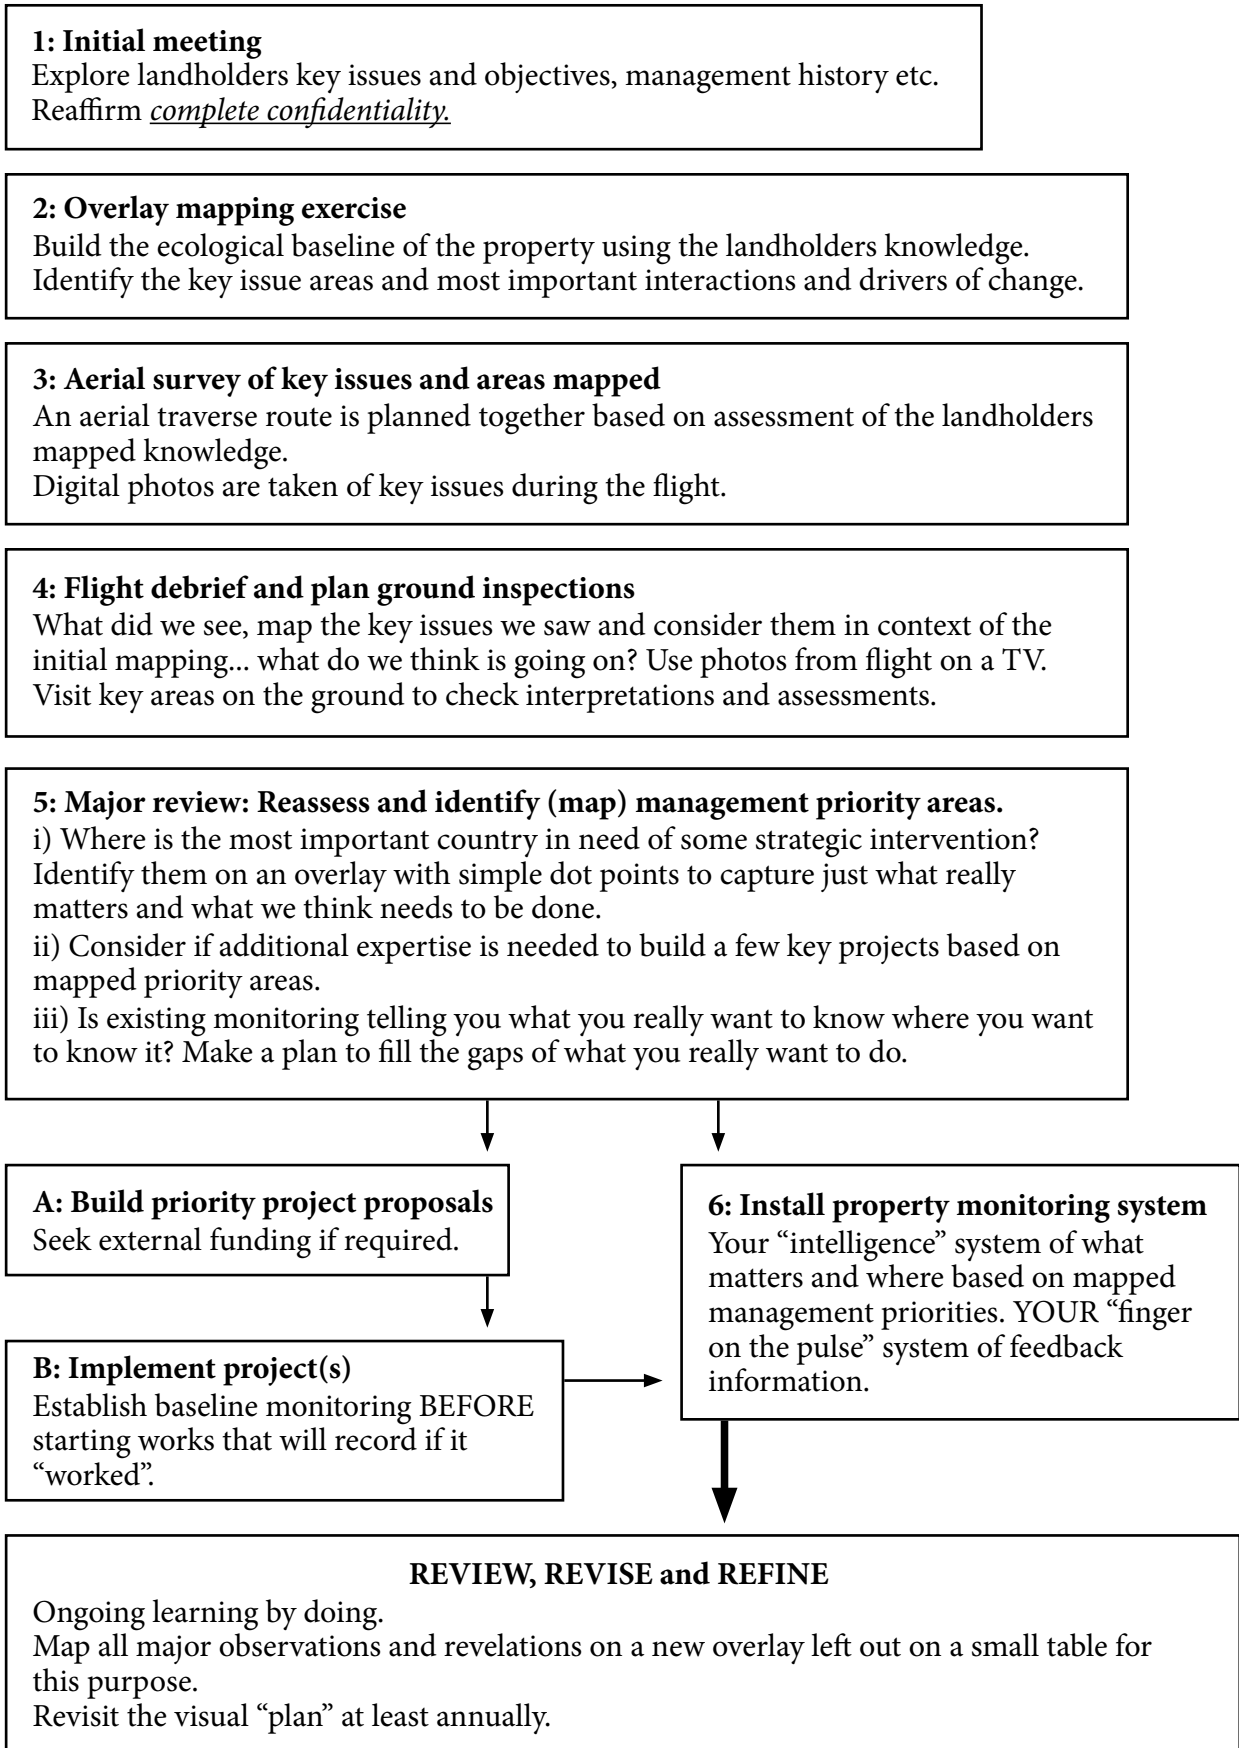 1: Initial meeting
Explore landholders key issues and objectives, management history etc.
Reaffirm complete confidentiality.
2: Overlay mapping exercise
Build the ecological baseline of the property using the landholders knowledge.
Identify the key issue areas and most important interactions and drivers of change.
3: Aerial survey of key issues and areas mapped
An aerial traverse route is planned together based on assessment of the landholders
mapped knowledge.
Digital photos are taken of key issues during the flight.
4: Flight debrief and plan ground inspections
What did we see, map the key issues we saw and consider them in context of the
initial mapping... what do we think is going on? Use photos from flight on a TV.
Visit key areas on the ground to check interpretations and assessments.
5: Major review: Reassess and identify (map) management priority areas.
i) Where is the most important country in need of some strategic intervention?
Identify them on an overlay with simple dot points to capture just what really
matters and what we think needs to be done.
ii) Consider if additional expertise is needed to build a few key projects based on
mapped priority areas.
iii) Is existing monitoring telling you what you really want to know where you want
to know it? Make a plan to fill the gaps of what you really want to do.
A: Build priority project proposals
Seek external funding if required.
B: Implement project(s)
Establish baseline monitoring BEFORE
starting works that will record if it
“worked”.
6: Install property monitoring system
Your “intelligence” system of what
matters and where based on mapped
management priorities. YOUR “finger
on the pulse” system of feedback
information.
REVIEW, REVISE and REFINE
Ongoing learning by doing.
Map all major observations and revelations on a new overlay left out on a small table for
this purpose.
Revisit the visual “plan” at least annually.